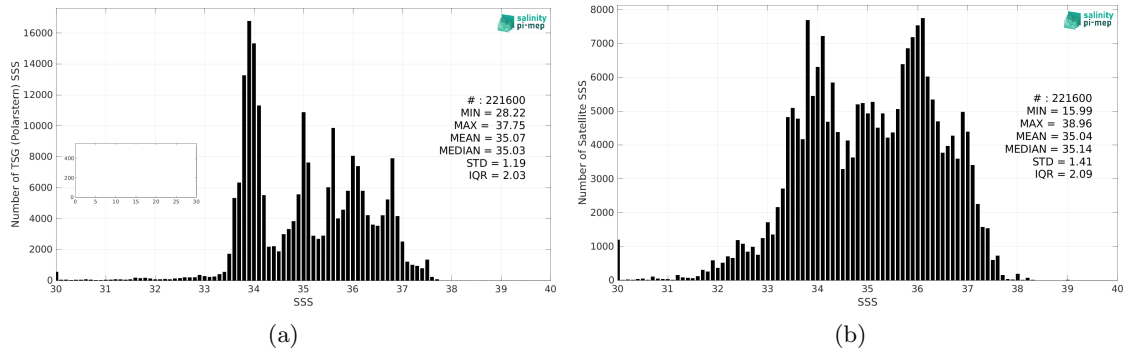 salinity
pi-mep
Number of TSG (Polarstern) SSS
16000
14000
12000
10000
8000
6000
4000
2000
0
# : 221600
MIN = 28.22
MAX = 37.75
MEAN = 35.07
MEDIAN = 35.03
STD = 1.19
IQR = 2.03
400
200
0
0 5 10 15 20 25 30
30 31 32 33 34 35 36 37 38 39 40
SSS
(a)
salinity
pi-mep
Number of Satellite SSS
8000
7000
6000
5000
4000
3000
2000
1000
0
# : 221600
MIN = 15.99
MAX = 38.96
MEAN = 35.04
MEDIAN = 35.14
STD = 1.41
IQR = 2.09
30 31 32 33 34 35 36 37 38 39 40
SSS
(b)